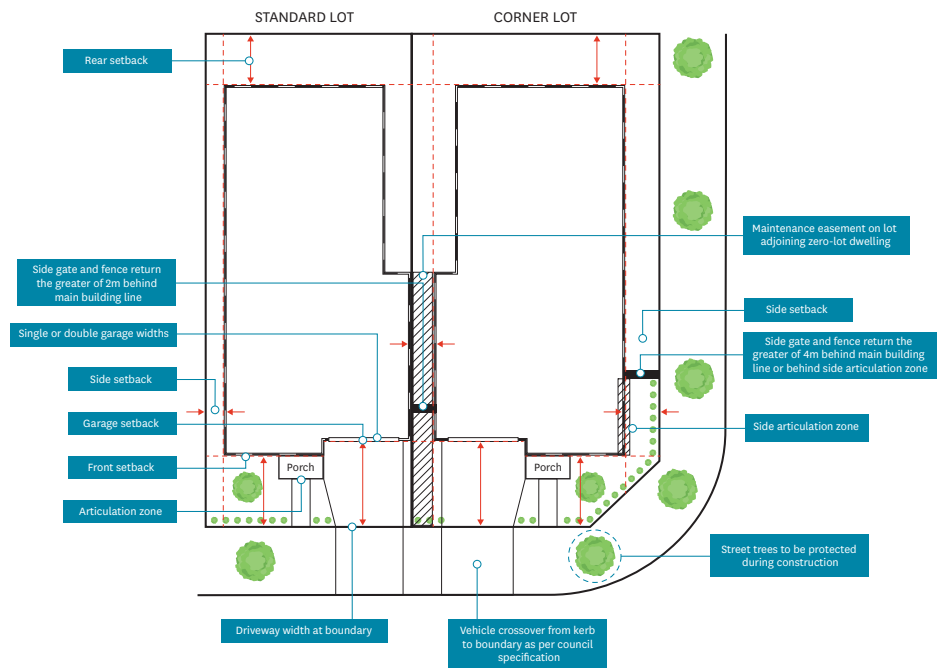 STANDARD LOT
CORNER LOT
Rear setback
Maintenance easement on lot
adjoining zero-lot dwelling
Side gate and fence return
the greater of 2m behind
main building line
Side setback
Single or double garage widths
Side gate and fence return the
greater of 4m behind main building
line or behind side articulation zone
Side setback
Garage setback
Side articulation zone
Front setback
Porch
Porch
Articulation zone
Street trees to be protected
during construction
Driveway width at boundary
Vehicle crossover from kerb
to boundary as per council
specification